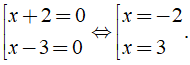 [x + 2 = 0 ⇔ [x = −2
x − 3 = 0 x = 3 .